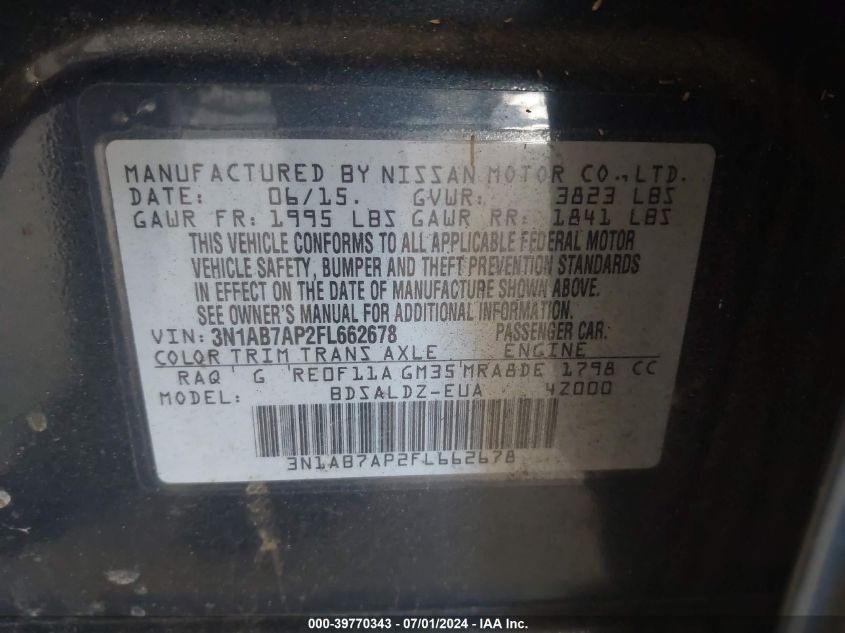 MANUFACTURED BY NISSAN MOTOR CO., LTD.
DATE: 06/15. GVWR: 3823 LBS
GAWR FR: 1995 LBS GAWR RR: 1841 LBS
THIS VEHICLE CONFORMS TO ALL APPLICABLE FEDERAL MOTOR
VEHICLE SAFETY, BUMPER AND THEFT PREVENTION STANDARDS
IN EFFECT ON THE DATE OF MANUFACTURE SHOWN ABOVE.
SEE OWNER'S MANUAL FOR ADDITIONAL INFORMATION.
VIN: 3N1AB7AP2FL662678 PASSENGER CAR.
COLOR TRIM TRANS AXLE ENGINE
RAQ G RE0F11A GM35 MRA8DE 1798 CC
MODEL: BDSALDZ-EUA 4Z000
3N1AB7AP2FL662678
000-39770343 / 07/01/2024 / © IAA Holdings, Inc.